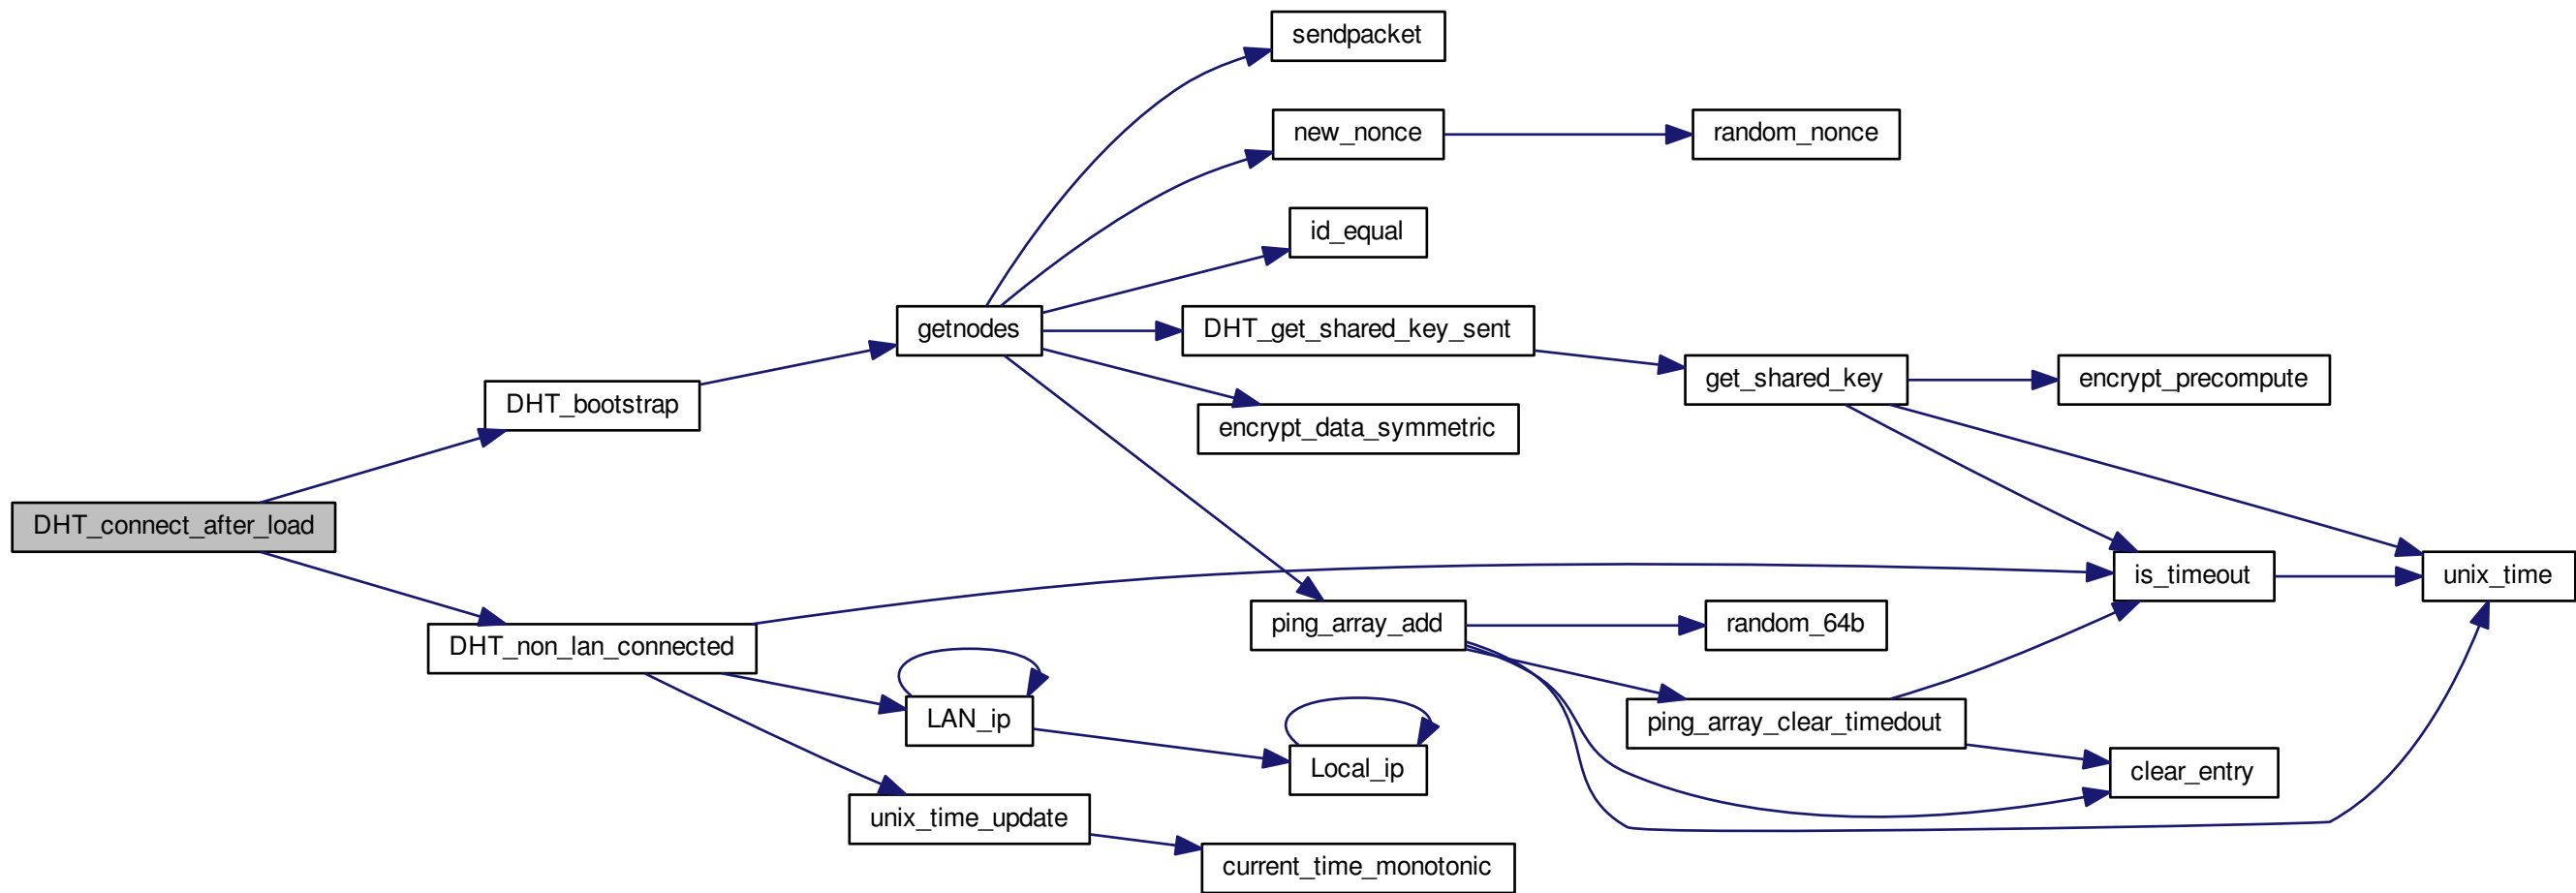 sendpacket
new_nonce
random_nonce
id_equal
getnodes
DHT_get_shared_key_sent
get_shared_key
encrypt_precompute
DHT_bootstrap
encrypt_data_symmetric
DHT_connect_after_load
is_timeout
unix_time
DHT_non_lan_connected
ping_array_add
random_64b
LAN_ip
ping_array_clear_timedout
Local_ip
clear_entry
unix_time_update
current_time_monotonic